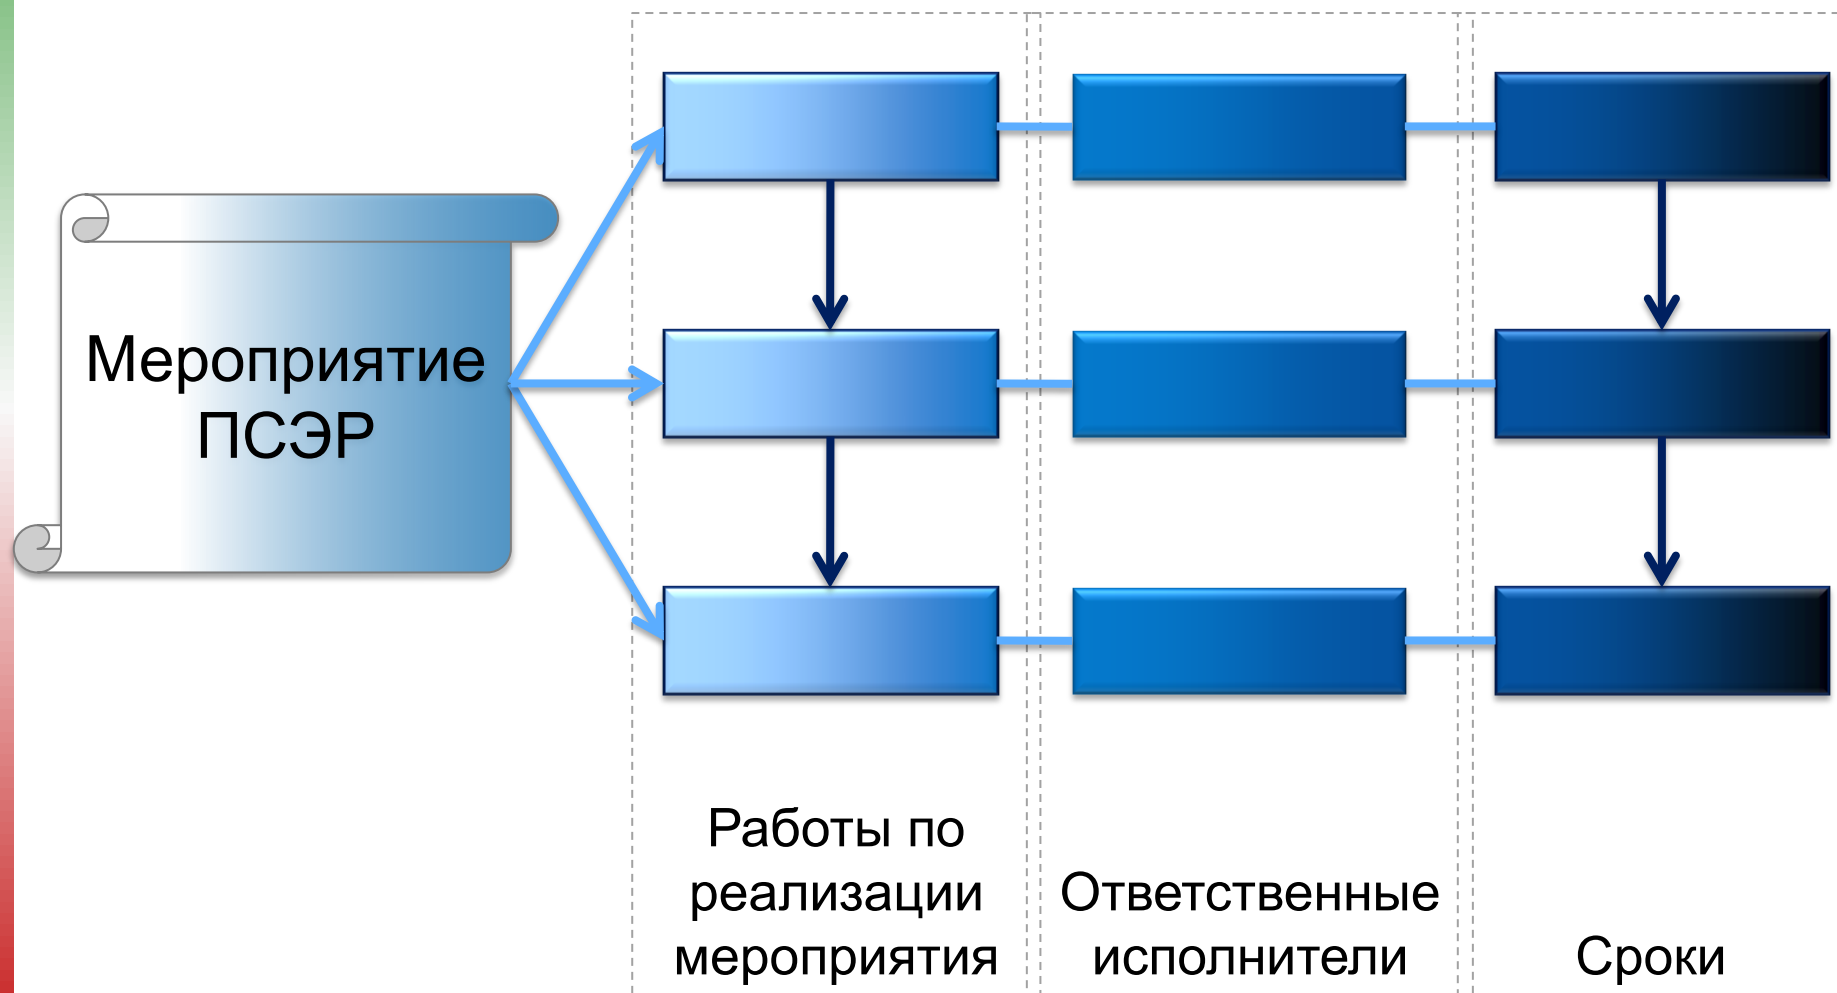 Мероприятие
ПСЭР
Работы по
реализации
мероприятия
Ответственные
исполнители
Сроки